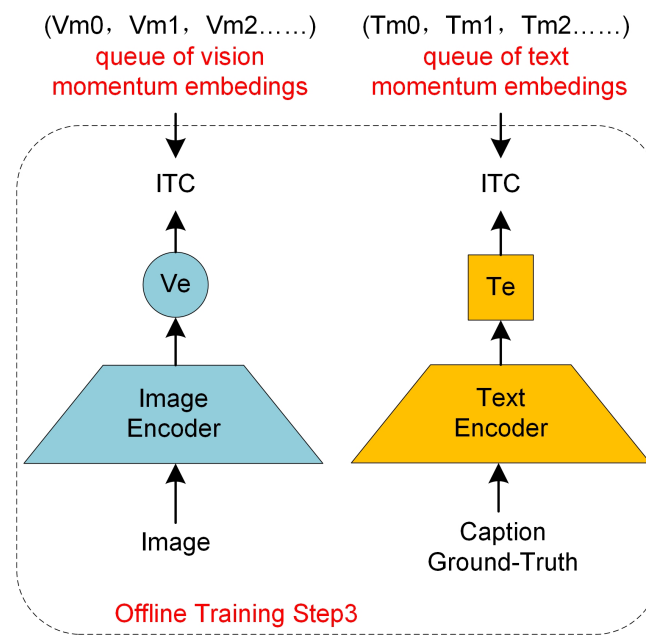 (Vm0，Vm1，Vm2……)
queue of vision
momentum embedings
(Tm0，Tm1，Tm2……)
queue of text
momentum embedings
ITC
ITC
Ve
Te
Image
Encoder
Text
Encoder
Image
Caption
Ground-Truth
Offline Training Step3